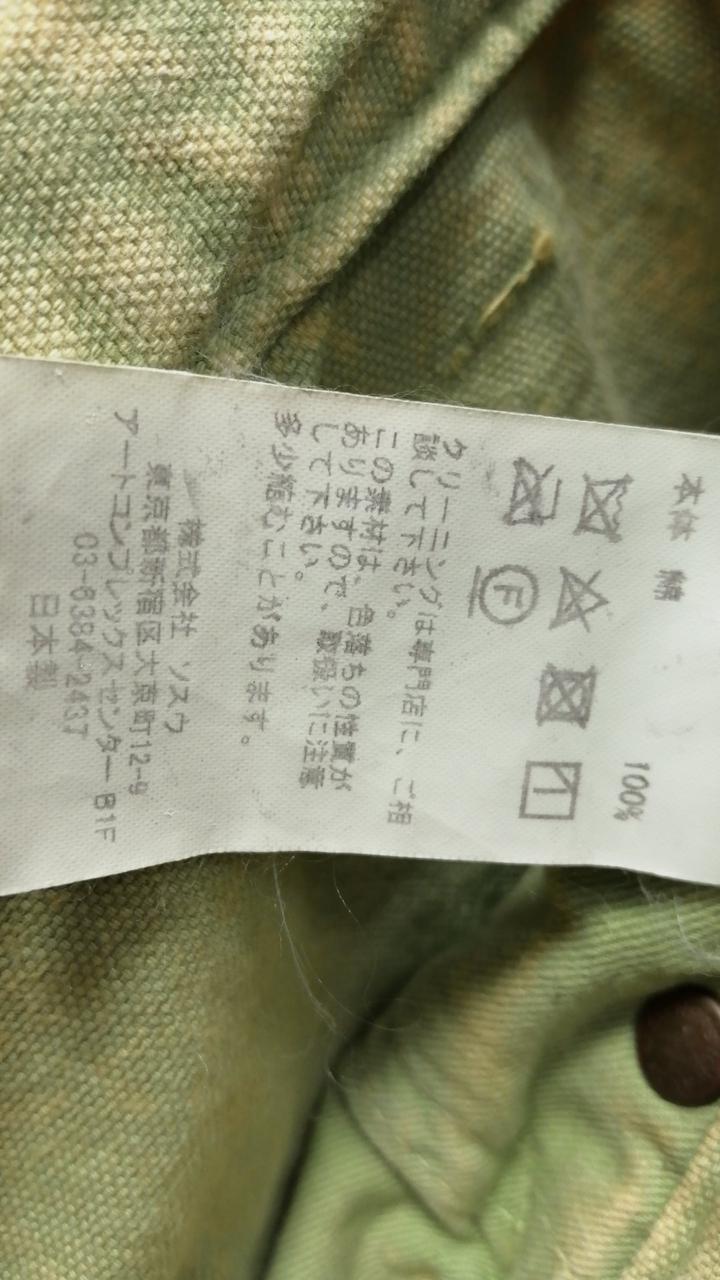 本体 綿 100%
F
クリーニングは専門店に、ご相
談して下さい。
この素材は、色落ちの性質が
ありますので、取扱いに注意
して下さい。
多少縮むことがあります。
株式会社 ソスウ
東京都新宿区大京町12-9
アートコンプレックスセンター B1F
03-6384-2437
日本製